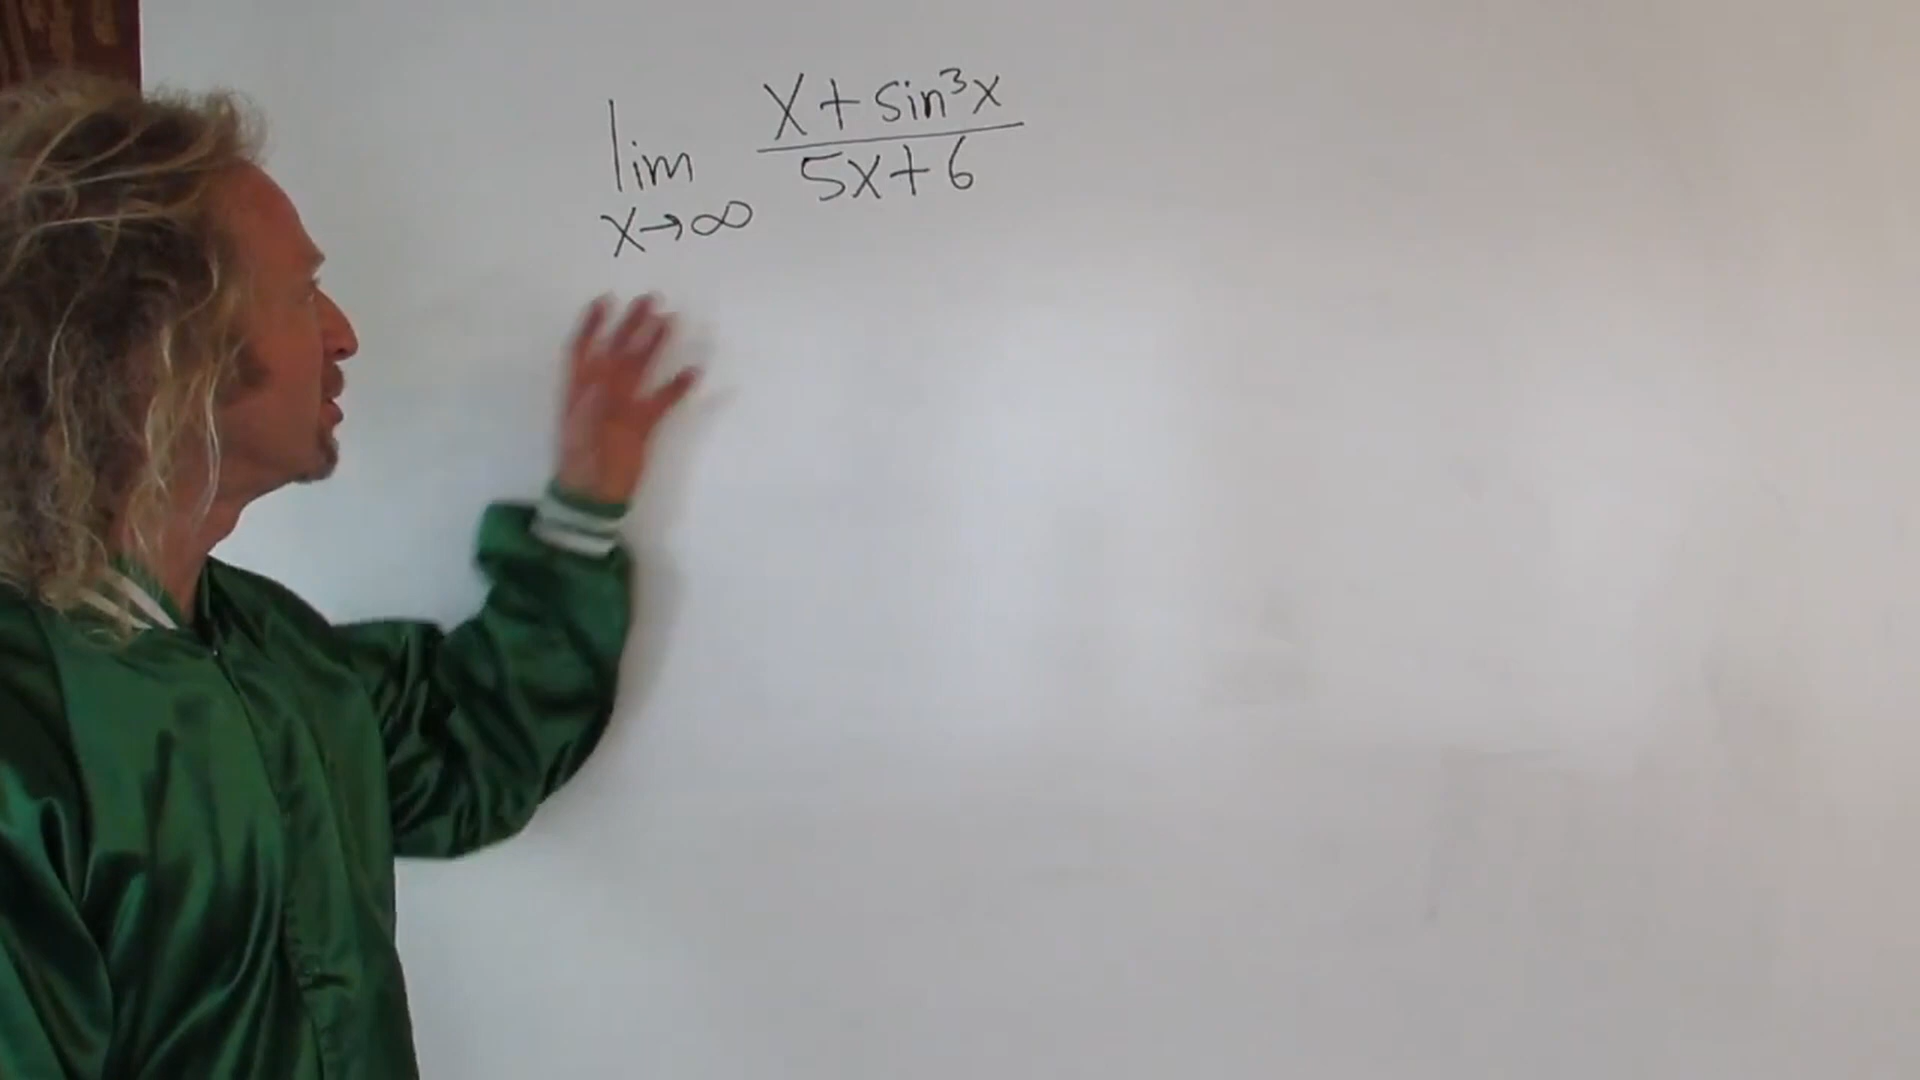 lim x→∞ x + sin³x / 5x + 6